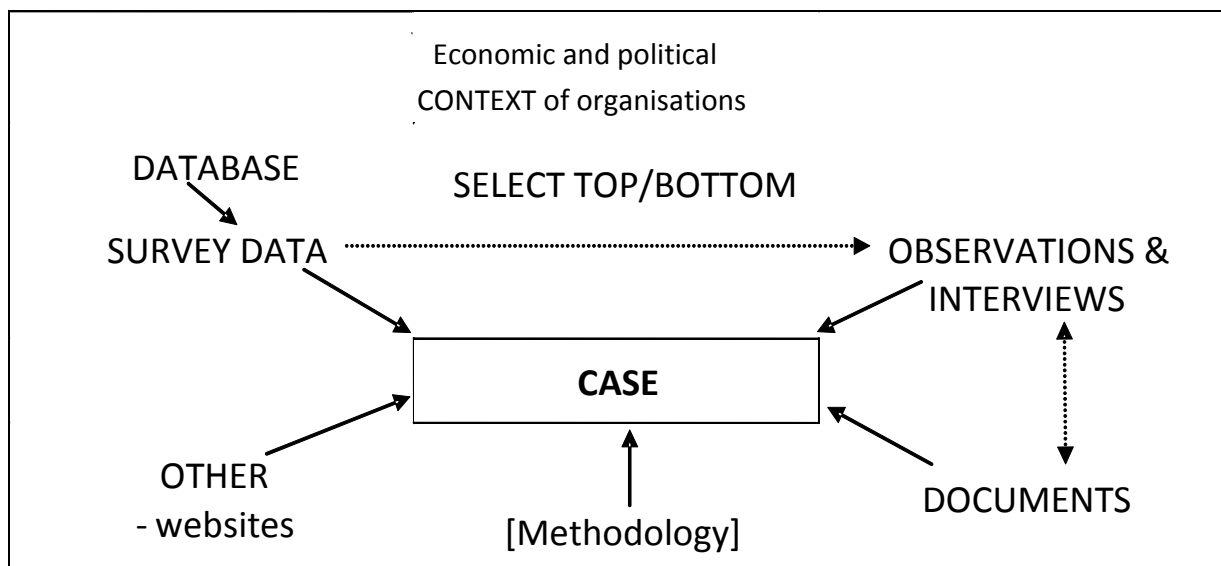 Economic and political
CONTEXT of organisations
DATABASE
SELECT TOP/BOTTOM
SURVEY DATA
OBSERVATIONS &
INTERVIEWS
CASE
OTHER
- websites
[Methodology]
DOCUMENTS